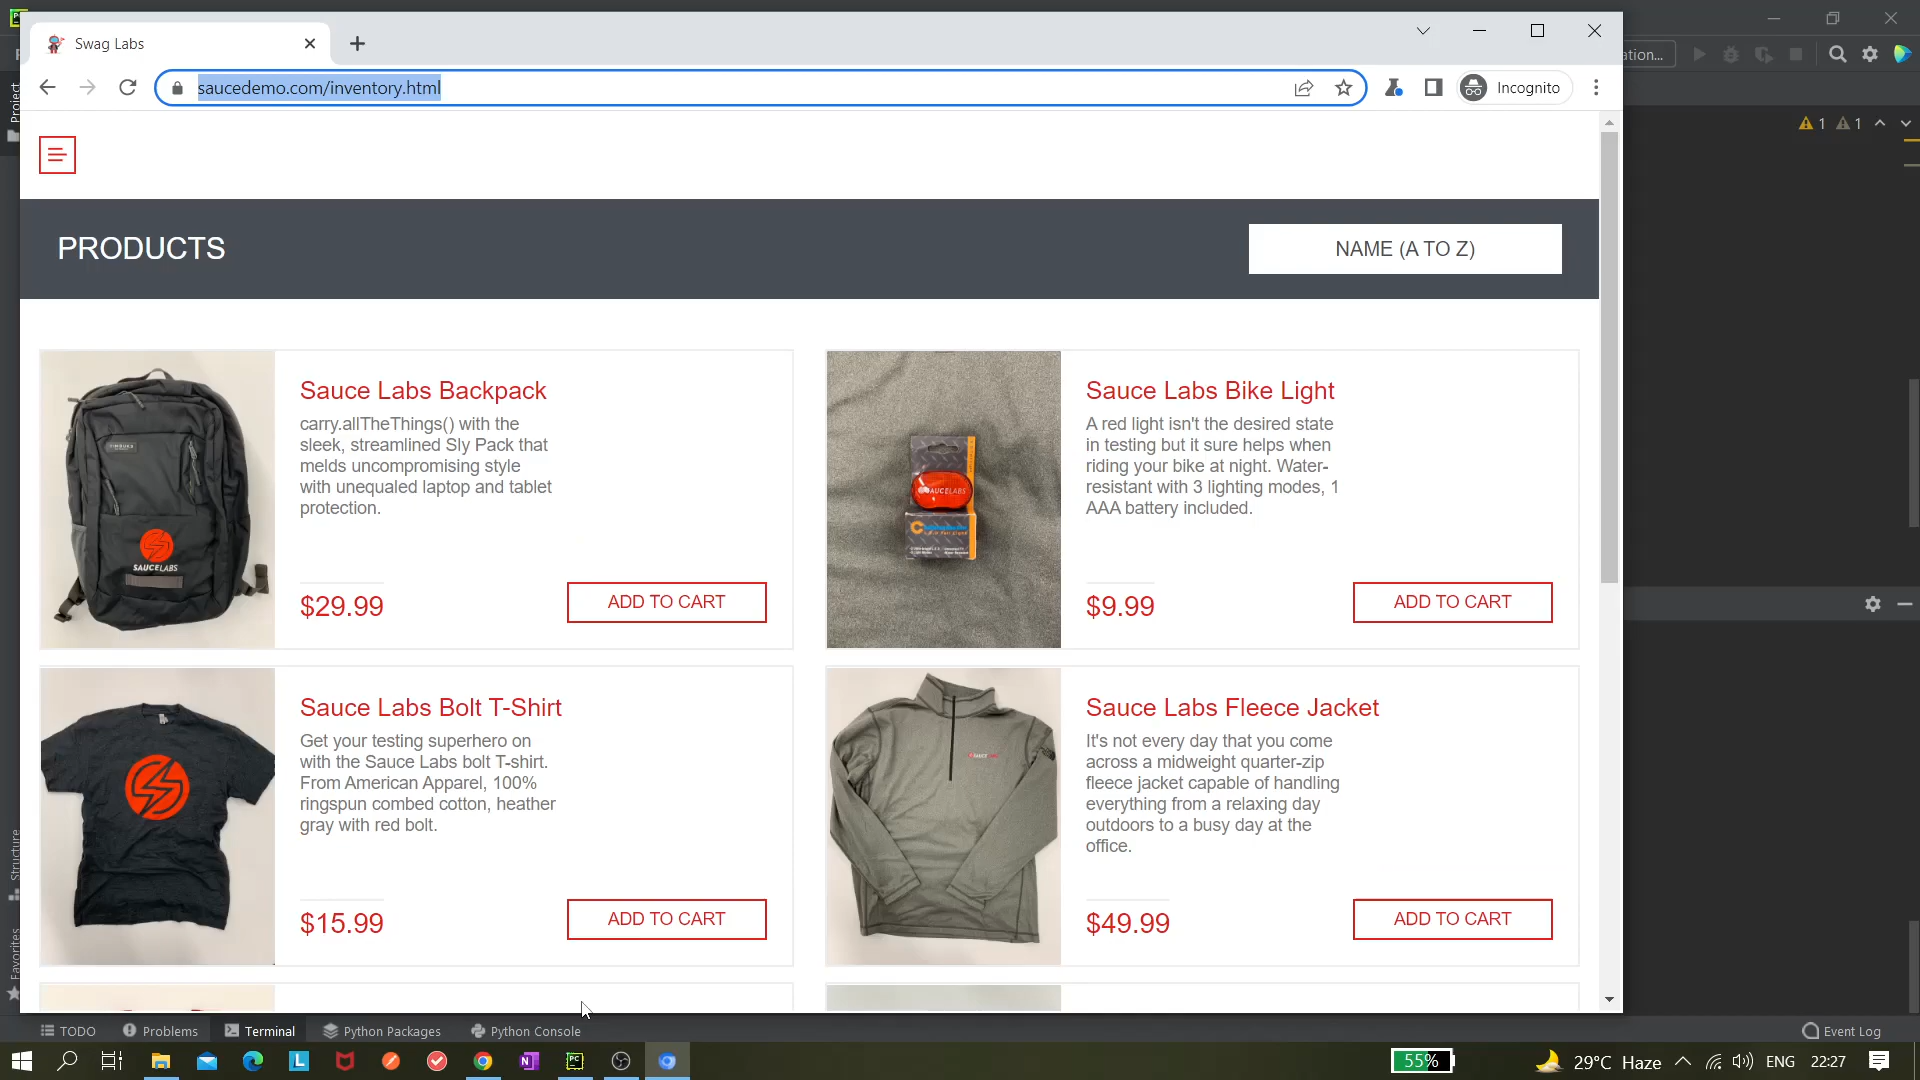 Swag Labs
saucedemo.com/inventory.html
Incognito
ation...
Project
1 1
PRODUCTS
NAME (A TO Z)
Sauce Labs Backpack
carry.allTheThings() with the
sleek, streamlined Sly Pack that
melds uncompromising style
with unequaled laptop and tablet
protection.
$29.99
ADD TO CART
SAUCELABS
Sauce Labs Bike Light
A red light isn't the desired state
in testing but it sure helps when
riding your bike at night. Water-
resistant with 3 lighting modes, 1
AAA battery included.
$9.99
ADD TO CART
SAUCELABS
Sauce Labs Bolt T-Shirt
Get your testing superhero on
with the Sauce Labs bolt T-shirt.
From American Apparel, 100%
ringspun combed cotton, heather
gray with red bolt.
$15.99
ADD TO CART
Sauce Labs Fleece Jacket
It's not every day that you come
across a midweight quarter-zip
fleece jacket capable of handling
everything from a relaxing day
outdoors to a busy day at the
office.
$49.99
ADD TO CART
Structure
Favorites
TODO
Problems
Terminal
Python Packages
Python Console
Event Log
55%
29°C Haze
ENG
22:27